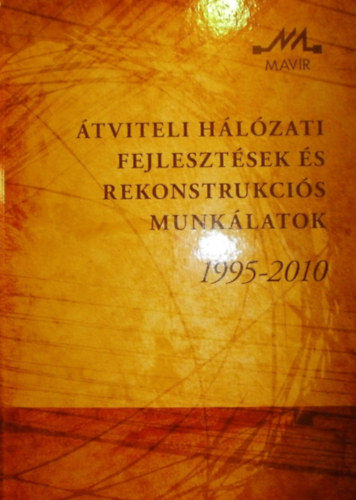 MAVIR
ÁTVITELI HÁLÓZATI
FEJLESZTÉSEK ÉS
REKONSTRUKCIÓS
MUNKÁLATOK
1995-2010